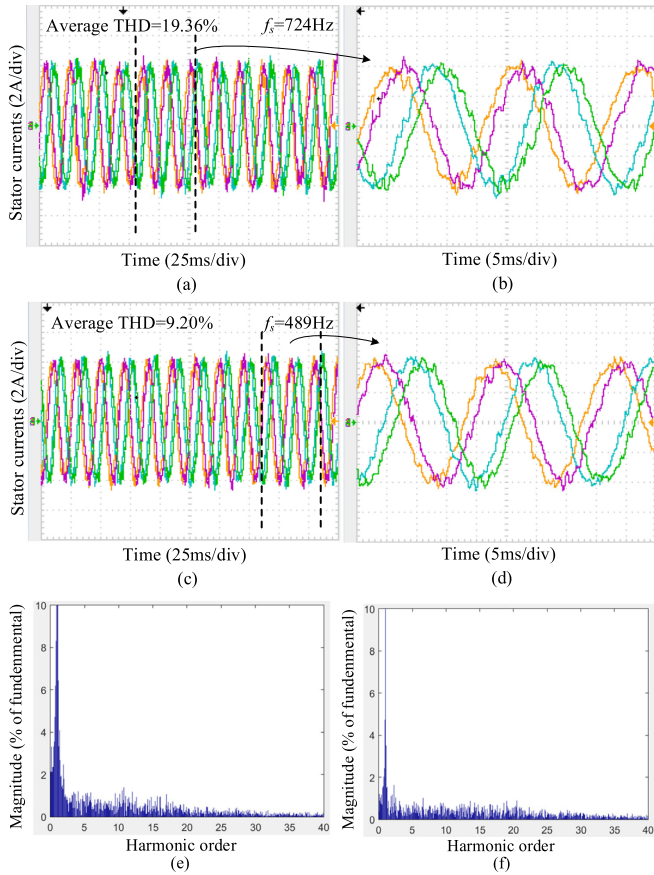 Average THD=19.36%
fs=724Hz
Stator currents (2A/div)
Time (25ms/div)
Time (5ms/div)
(a)
(b)
Average THD=9.20%
fs=489Hz
Stator currents (2A/div)
Time (25ms/div)
Time (5ms/div)
(c)
(d)
Magnitude (% of fundenmental)
10
8
6
4
2
0
0 5 10 15 20 25 30 35 40
Harmonic order
(e)
Magnitude (% of fundenmental)
10
8
6
4
2
0
0 5 10 15 20 25 30 35 40
Harmonic order
(f)